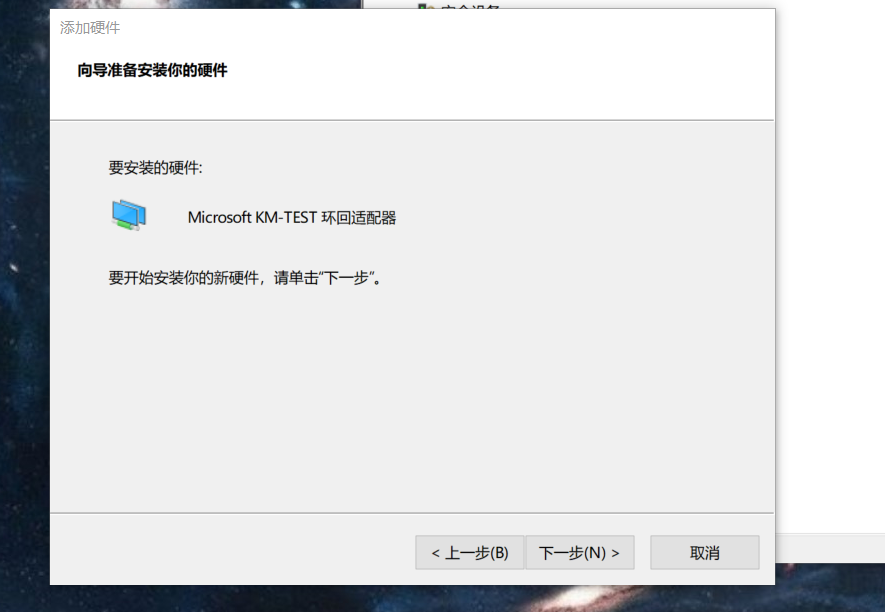 添加硬件
向导准备安装你的硬件
要安装的硬件:
Microsoft KM-TEST 环回适配器
要开始安装你的新硬件，请单击“下一步”。
< 上一步(B)
下一步(N) >
取消